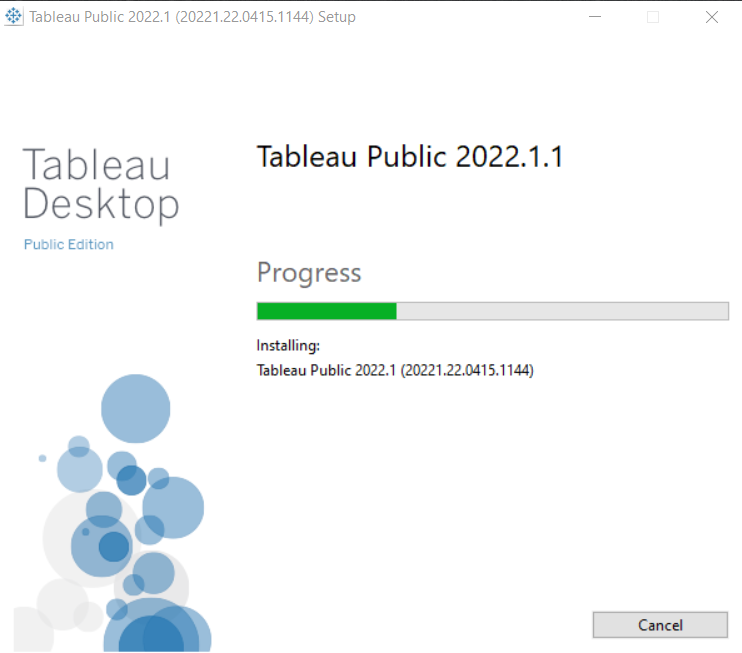 Tableau Public 2022.1 (20221.22.0415.1144) Setup
Tableau
Desktop
Public Edition
Tableau Public 2022.1.1
Progress
Installing:
Tableau Public 2022.1 (20221.22.0415.1144)
Cancel